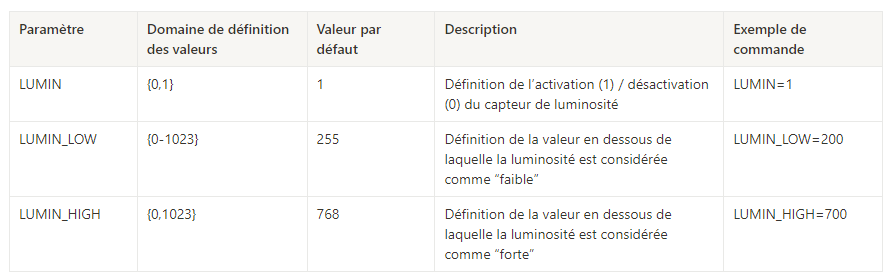 Paramètre
Domaine de définition
des valeurs
Valeur par
défaut
Description
Exemple de
commande
LUMIN
{0,1}
1
Définition de l’activation (1) / désactivation
(0) du capteur de luminosité
LUMIN=1
LUMIN_LOW
{0-1023}
255
Définition de la valeur en dessous de
laquelle la luminosité est considérée
comme “faible”
LUMIN_LOW=200
LUMIN_HIGH
{0,1023}
768
Définition de la valeur en dessous de
laquelle la luminosité est considérée
comme “forte”
LUMIN_HIGH=700